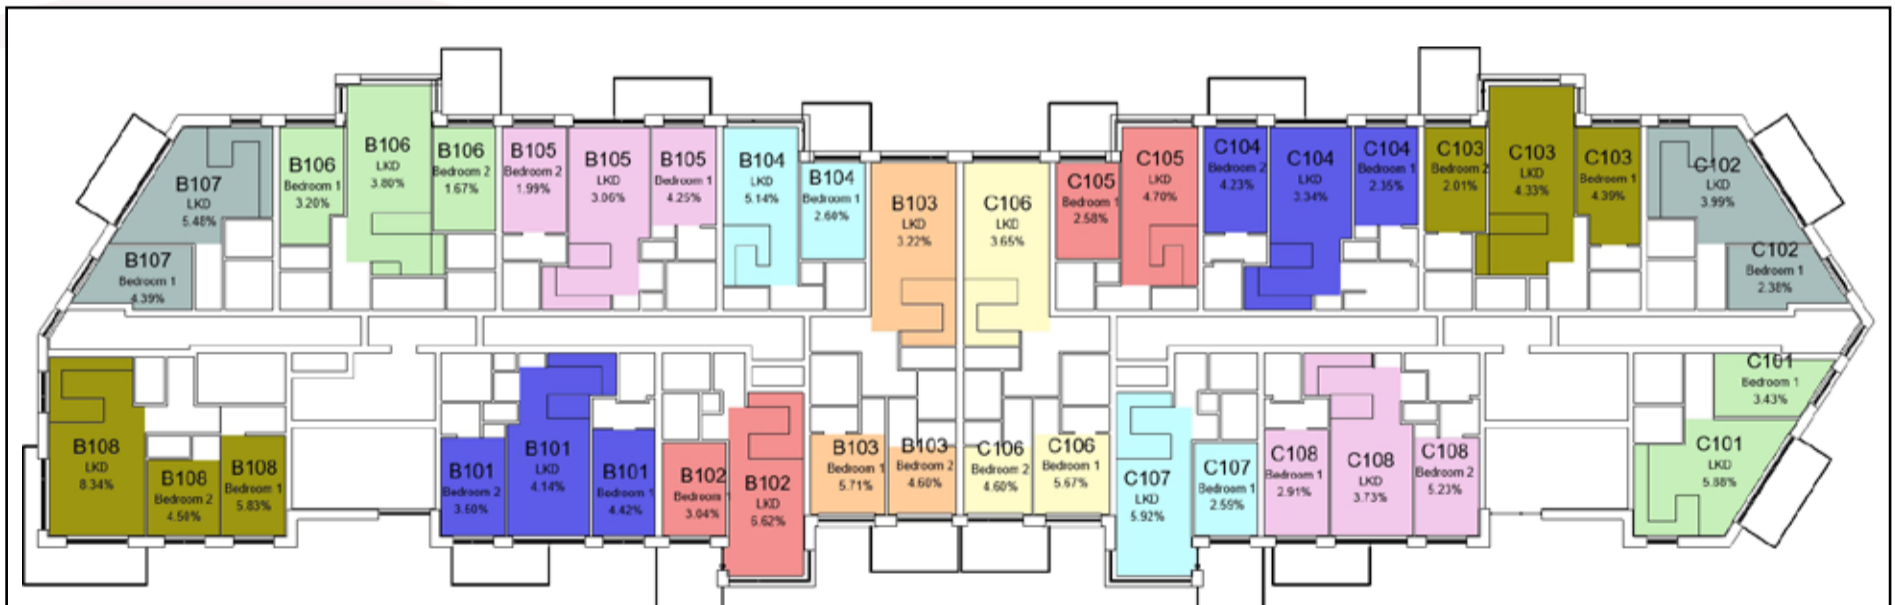 B107
LKD
5.48%
B107
Bedroom 1
4.39%
B106
Bedroom 1
3.20%
B106
LKD
3.80%
B106
Bedroom 2
1.67%
B105
Bedroom 2
1.99%
B105
LKD
3.06%
B105
Bedroom 1
4.25%
B104
LKD
5.14%
B104
Bedroom 1
2.60%
B103
LKD
3.22%
C106
LKD
3.65%
C105
Bedroom 1
2.58%
C105
LKD
4.70%
C104
Bedroom 2
4.23%
C104
LKD
3.34%
C104
Bedroom 1
2.35%
C103
Bedroom 2
2.01%
C103
LKD
4.33%
C103
Bedroom 1
4.39%
C102
LKD
3.99%
C102
Bedroom 1
2.38%
B108
LKD
8.34%
B108
Bedroom 2
4.50%
B108
Bedroom 1
5.83%
B101
Bedroom 2
3.60%
B101
LKD
4.14%
B101
Bedroom 1
4.42%
B102
Bedroom 1
3.04%
B102
LKD
6.62%
B103
Bedroom 1
5.71%
B103
Bedroom 2
4.60%
C106
Bedroom 2
4.60%
C106
Bedroom 1
5.67%
C107
LKD
5.92%
C107
Bedroom 1
2.59%
C108
Bedroom 1
2.91%
C108
LKD
3.73%
C108
Bedroom 2
5.23%
C101
Bedroom 1
3.43%
C101
LKD
5.88%